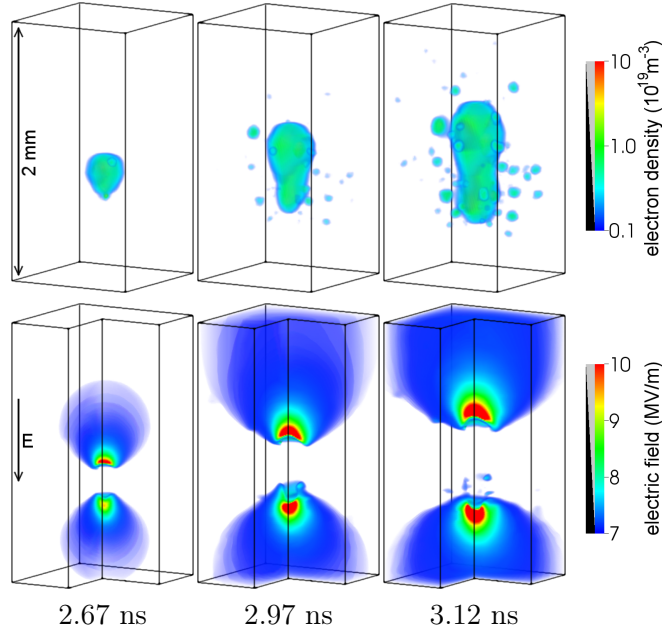 2 mm
10
1.0
0.1
electron density (10¹⁹m⁻³)
E
10
9
8
7
electric field (MV/m)
2.67 ns
2.97 ns
3.12 ns